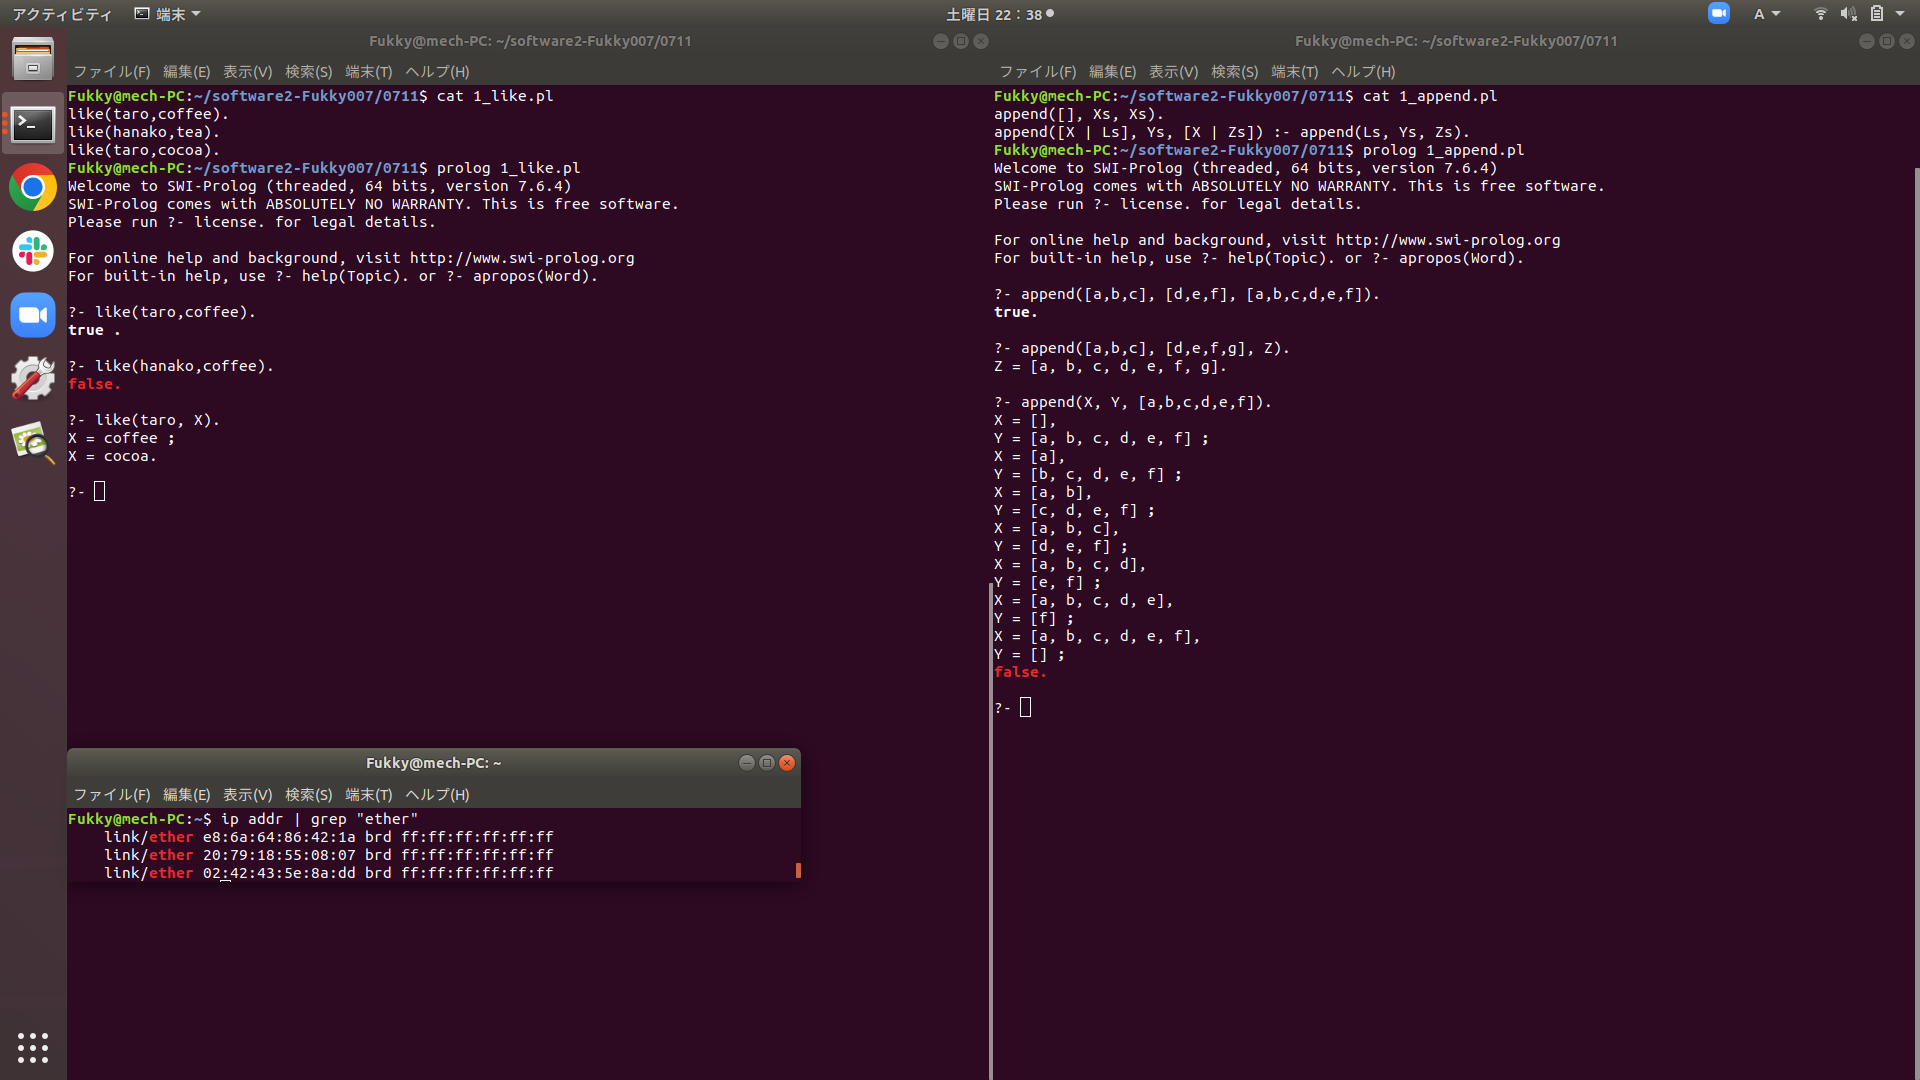 アクティビティ 端末 土曜日 22：38 A
Fukky@mech-PC: ~/software2-Fukky007/0711
ファイル(F) 編集(E) 表示(V) 検索(S) 端末(T) ヘルプ(H)
Fukky@mech-PC:~/software2-Fukky007/0711$ cat 1_like.pl
like(taro,coffee).
like(hanako,tea).
like(taro,cocoa).
Fukky@mech-PC:~/software2-Fukky007/0711$ prolog 1_like.pl
Welcome to SWI-Prolog (threaded, 64 bits, version 7.6.4)
SWI-Prolog comes with ABSOLUTELY NO WARRANTY. This is free software.
Please run ?- license. for legal details.
For online help and background, visit http://www.swi-prolog.org
For built-in help, use ?- help(Topic). or ?- apropos(Word).
?- like(taro,coffee).
true .
?- like(hanako,coffee).
false.
?- like(taro, X).
X = coffee ;
X = cocoa.
?-
Fukky@mech-PC: ~
ファイル(F) 編集(E) 表示(V) 検索(S) 端末(T) ヘルプ(H)
Fukky@mech-PC:~$ ip addr | grep "ether"
link/ether e8:6a:64:86:42:1a brd ff:ff:ff:ff:ff:ff
link/ether 20:79:18:55:08:07 brd ff:ff:ff:ff:ff:ff
link/ether 02:42:43:5e:8a:dd brd ff:ff:ff:ff:ff:ff
Fukky@mech-PC: ~/software2-Fukky007/0711
ファイル(F) 編集(E) 表示(V) 検索(S) 端末(T) ヘルプ(H)
Fukky@mech-PC:~/software2-Fukky007/0711$ cat 1_append.pl
append([], Xs, Xs).
append([X | Ls], Ys, [X | Zs]) :- append(Ls, Ys, Zs).
Fukky@mech-PC:~/software2-Fukky007/0711$ prolog 1_append.pl
Welcome to SWI-Prolog (threaded, 64 bits, version 7.6.4)
SWI-Prolog comes with ABSOLUTELY NO WARRANTY. This is free software.
Please run ?- license. for legal details.
For online help and background, visit http://www.swi-prolog.org
For built-in help, use ?- help(Topic). or ?- apropos(Word).
?- append([a,b,c], [d,e,f], [a,b,c,d,e,f]).
true.
?- append([a,b,c], [d,e,f,g], Z).
Z = [a, b, c, d, e, f, g].
?- append(X, Y, [a,b,c,d,e,f]).
X = [],
Y = [a, b, c, d, e, f] ;
X = [a],
Y = [b, c, d, e, f] ;
X = [a, b],
Y = [c, d, e, f] ;
X = [a, b, c],
Y = [d, e, f] ;
X = [a, b, c, d],
Y = [e, f] ;
X = [a, b, c, d, e],
Y = [f] ;
X = [a, b, c, d, e, f],
Y = [] ;
false.
?-